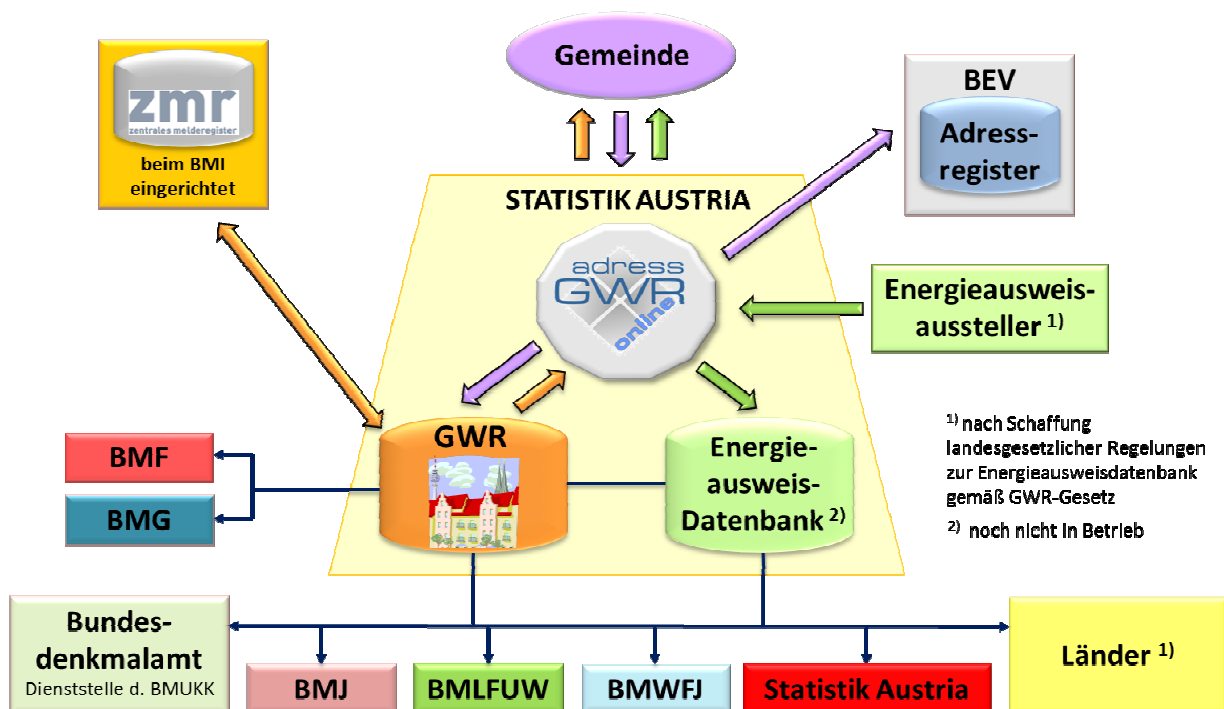 Gemeinde
zmr
zentrales melderegister
beim BMI
eingerichtet
BEV
Adress-
register
STATISTIK AUSTRIA
adress
GWR
online
Energieausweis-
aussteller 1)
GWR
Energie-
ausweis-
Datenbank 2)
BMF
BMG
1) nach Schaffung
landesgesetzlicher Regelungen
zur Energieausweisdatenbank
gemäß GWR-Gesetz
2) noch nicht in Betrieb
Bundes-
denkmalamt
Dienststelle d. BMUKK
BMJ
BMLFUW
BMWFJ
Statistik Austria
Länder 1)